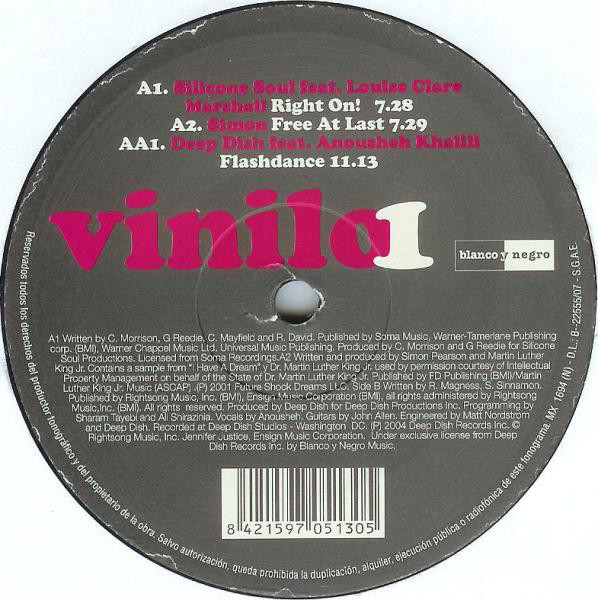 A1. Silicone Soul feat. Louise Clare
Marchall Right On! 7.28
A2. Simon Free At Last 7.29
AA1. Deep Dish feat. Anousheh Khalili
Flashdance 11.13
vinilo1
blanco y negro
A1 Written by C. Morrison, G Reedie, C. Mayfield and R. David. Published by Soma Music, Warner-Tamerlane Publishing
corp. (BMI), Warner Chappel Music Ltd, Universal Music Publishing. Produced by C. Morrison and G Reedie for Silicone
Soul Productions. Licensed from Soma Recordings.A2 Written and produced by Simon Pearson and Martin Luther
King Jr. Contains a sample from "I Have A Dream" by Dr. Martin Luther King Jr. used by permission courtesy of Intellectual
Property Management on behalf of the State of Dr. Martin Luther King Jr. Published by FD Publishing (BMI)/Martin
Luther King Jr. Music (ASCAP) ,(P) 2001 Future Shock Dreams Ltd. Side B Written by R. Magness, S. Sinnamon.
Published by Rightsong Music, Inc. (BMI), Ensign Music Corporation (BMI), all rights administered by Rightsong
Music,Inc. (BMI). All rights reserved. Produced by Deep Dish for Deep Dish Productions Inc. Programming by
Sharam Tayebi and Ali Shirazinia. Vocals by Anousheh. Guitars by John Allen. Engineered by Matt Nordstrom
and Deep Dish. Recorded at Deep Dish Studios - Washington DC. (P) 2004 Deep Dish Records Inc. ©
Rightsong Music, Inc. Jennifer Justice, Ensign Music Corporation. Under exclusive license from Deep
Dish Records Inc. by Blanco y Negro Music.
8 421597 051305
Reservados todos los derechos del productor fonográfico y del propietario de la obra. Salvo autorización, queda prohibida la duplicación, alquiler, ejecución pública o radiofónica de este fonograma. MX 1694 (N) - D.L.: B-22555/07 - S.G.A.E.